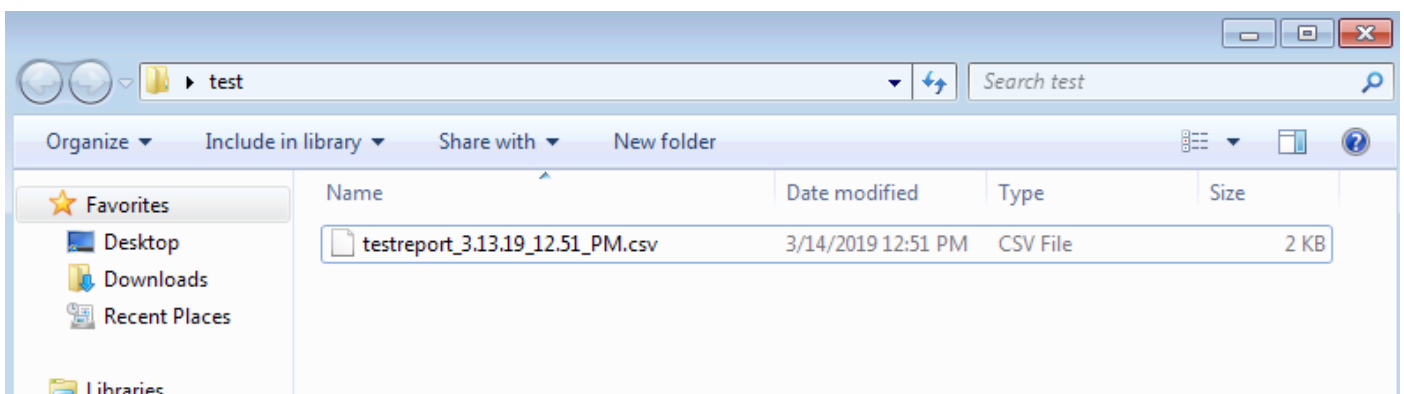 test
Search test
Organize Include in library Share with New folder
Name Date modified Type Size
Favorites
Desktop
Downloads
Recent Places
Libraries
testreport_3.13.19_12.51_PM.csv 3/14/2019 12:51 PM CSV File 2 KB